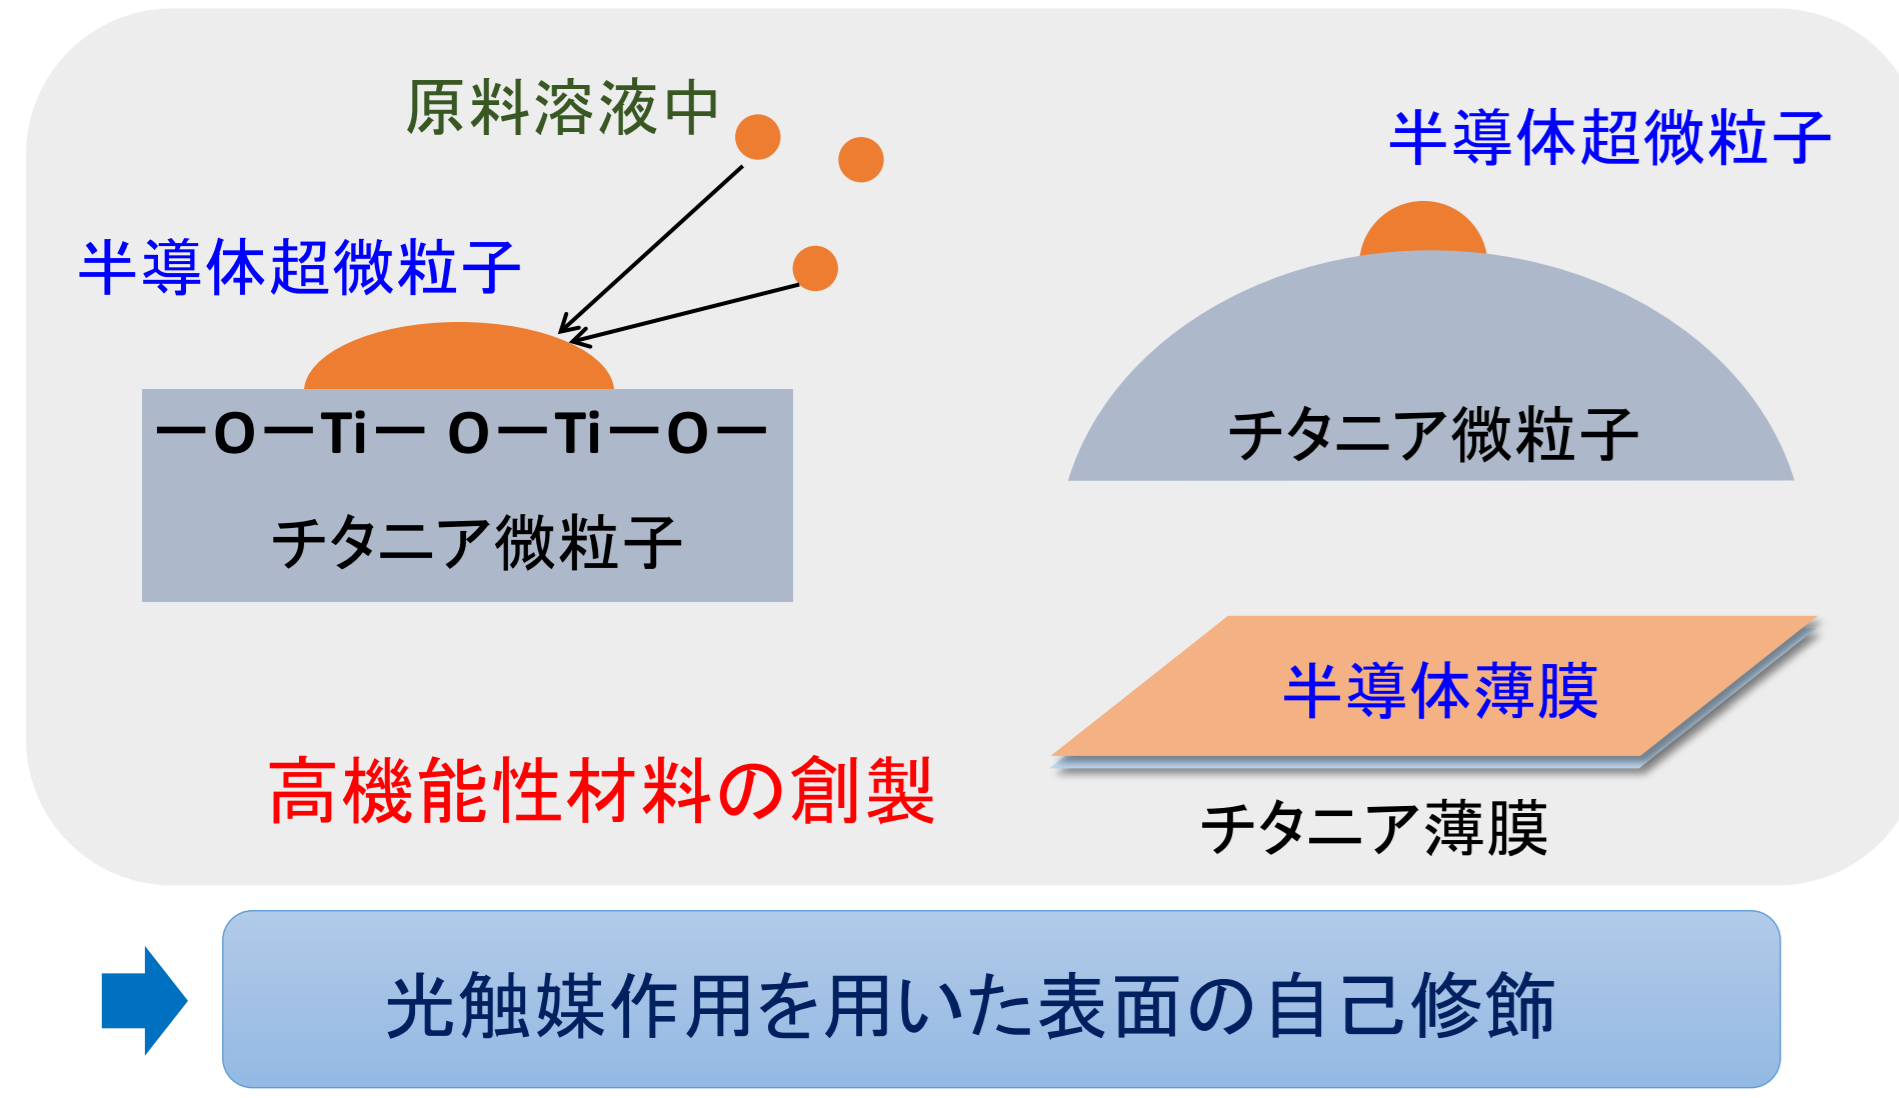 原料溶液中
半導体超微粒子
ーOーTiー OーTiーOー
チタニア微粒子
半導体超微粒子
チタニア微粒子
半導体薄膜
チタニア薄膜
高機能性材料の創製
光触媒作用を用いた表面の自己修飾